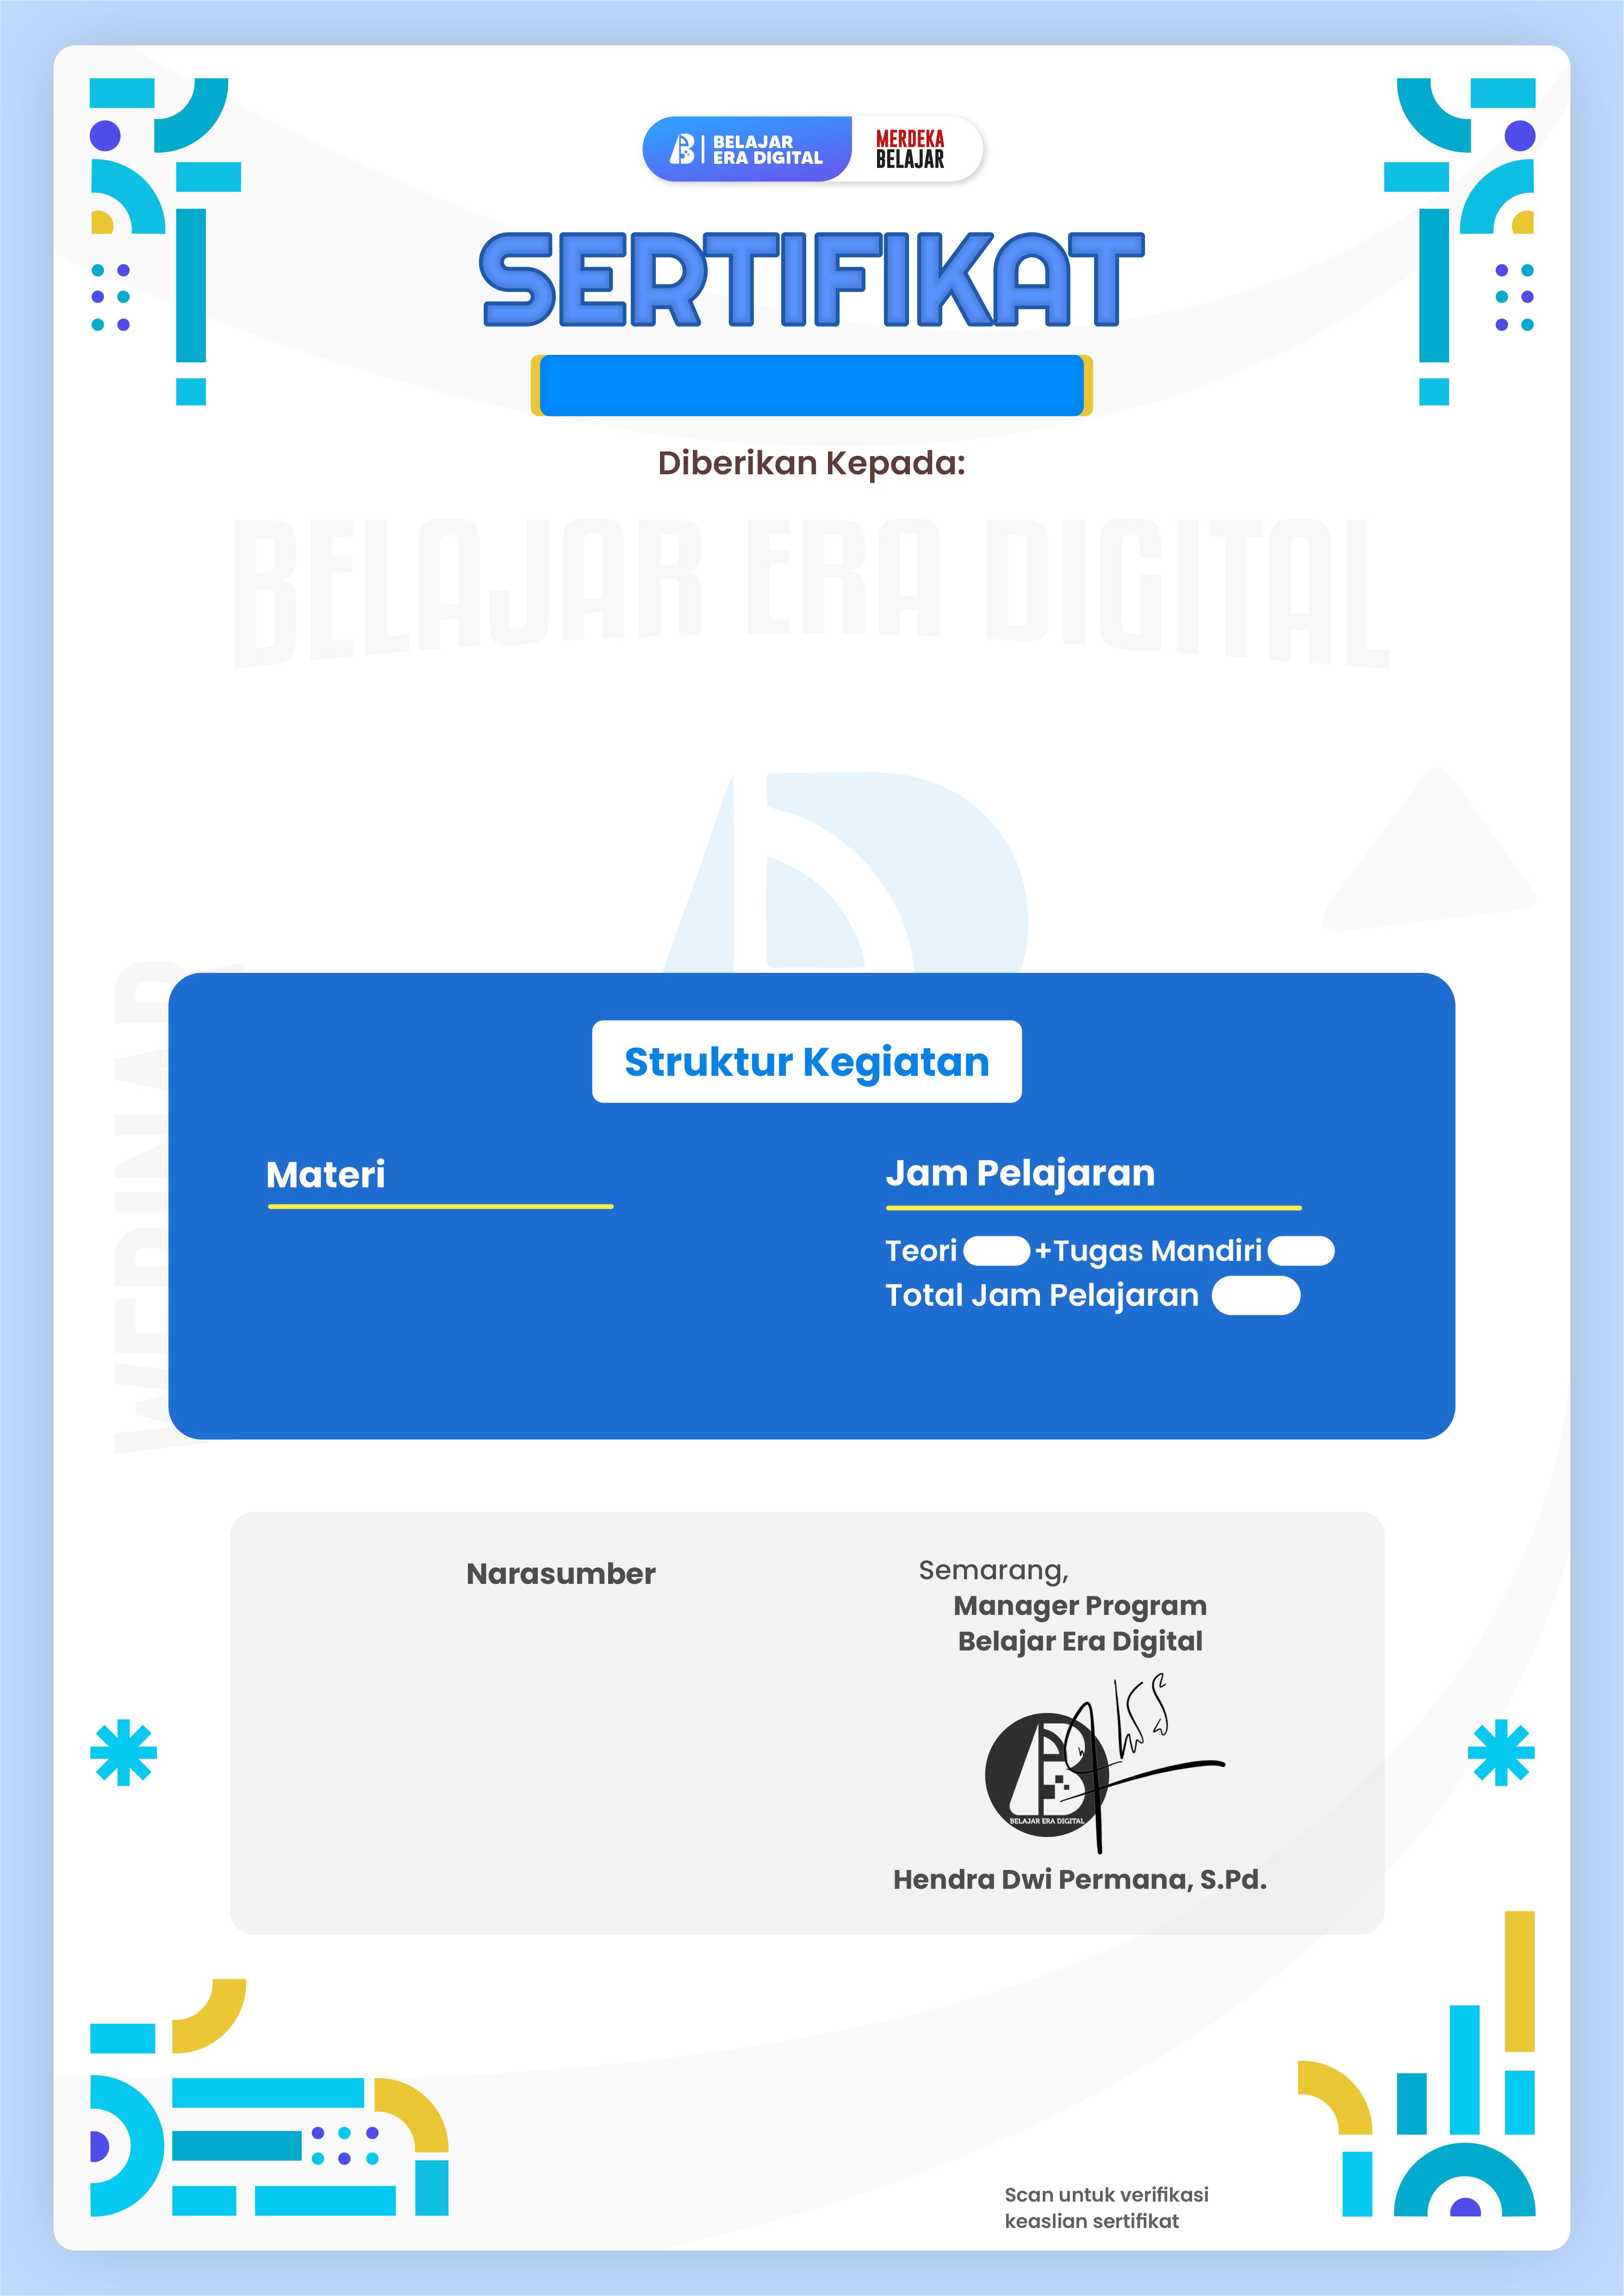 BELAJAR
ERA DIGITAL
MERDEKA
BELAJAR
SERTIFIKAT
Diberikan Kepada:
BELAJAR ERA DIGITAL
WEBINAR
Struktur Kegiatan
Materi
Jam Pelajaran
Teori +Tugas Mandiri
Total Jam Pelajaran
Narasumber
Semarang,
Manager Program
Belajar Era Digital
BELAJAR ERA DIGITAL
Hendra Dwi Permana, S.Pd.
Scan untuk verifikasi
keaslian sertifikat